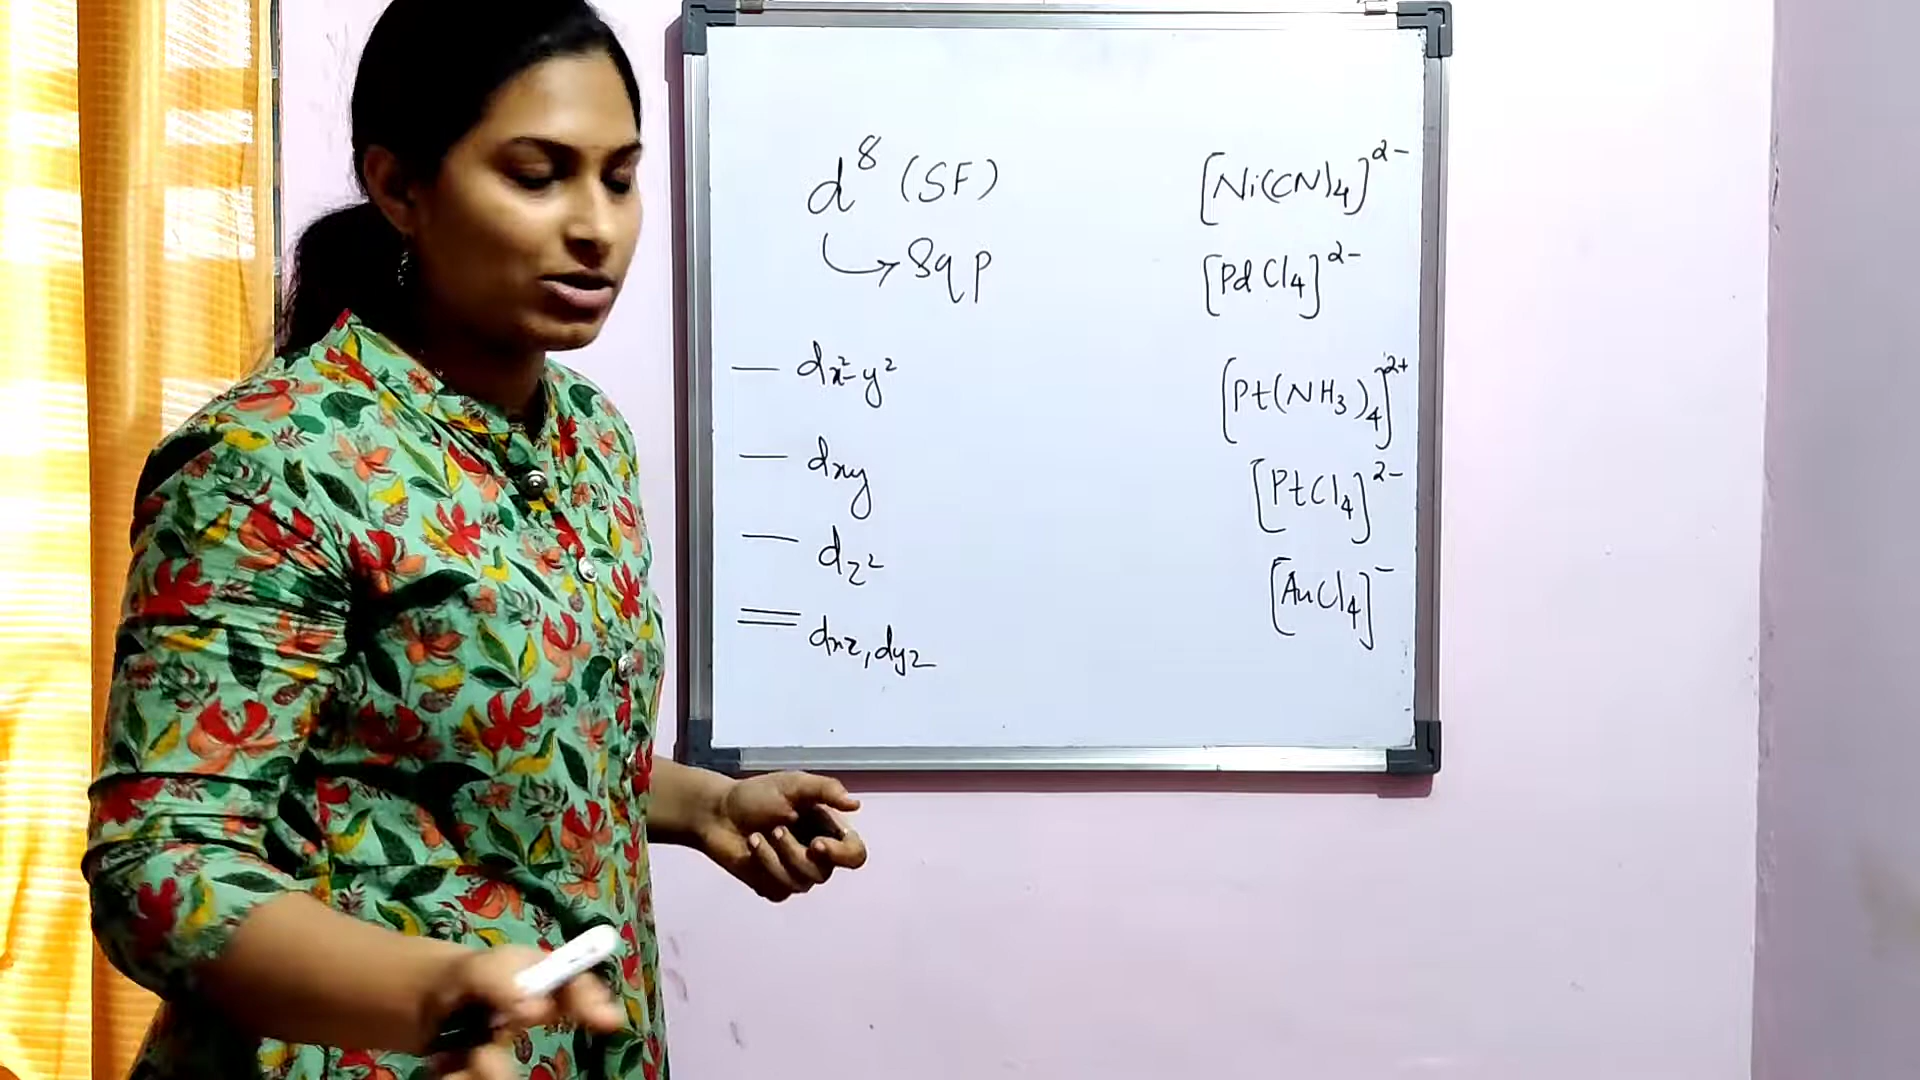 d⁸ (SF)
↳ Sq p
— dx²-y²
— dxy
— dz²
= dxz, dyz
[Ni(CN)₄]²⁻
[PdCl₄]²⁻
[Pt(NH₃)₄]²⁺
[PtCl₄]²⁻
[AuCl₄]⁻